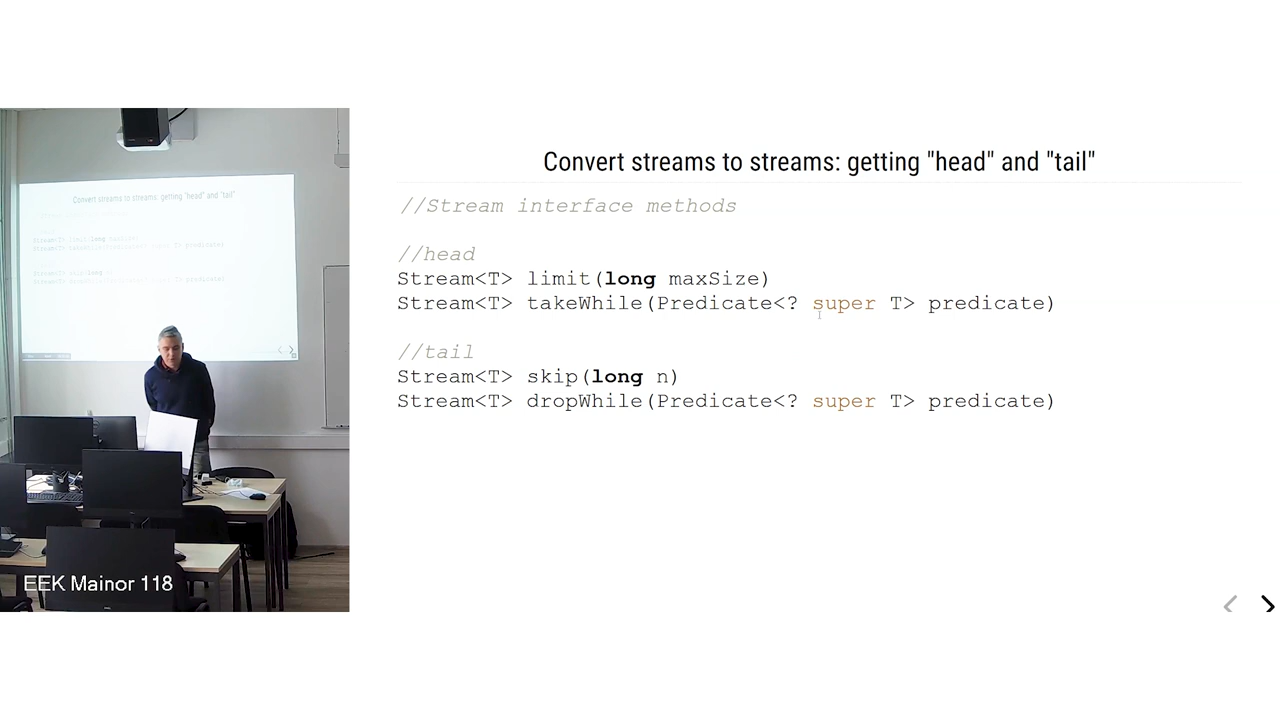 Convert streams to streams: getting "head" and "tail"
Convert streams to streams: getting "head" and "tail"
//Stream interface methods
//head
Stream<T> limit(long maxSize)
Stream<T> takeWhile(Predicate<? super T> predicate)
//tail
Stream<T> skip(long n)
Stream<T> dropWhile(Predicate<? super T> predicate)
EEK Mainor 118